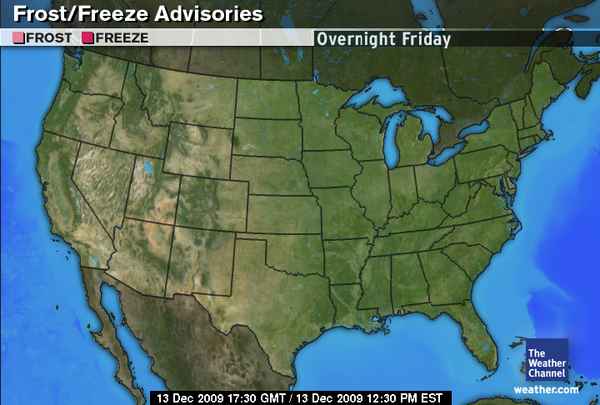 Frost/Freeze Advisories
FROST FREEZE
Overnight Friday
The
Weather
Channel
weather.com
13 Dec 2009 17:30 GMT / 13 Dec 2009 12:30 PM EST